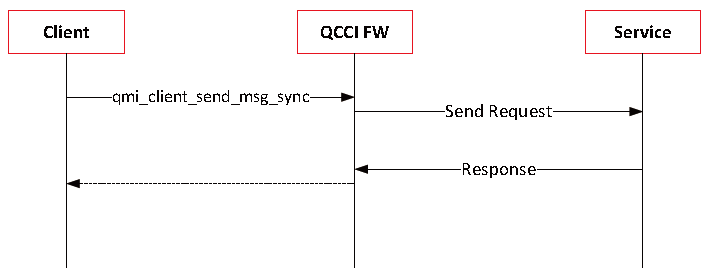 Client
QCCI FW
Service
qmi_client_send_msg_sync
Send Request
Response